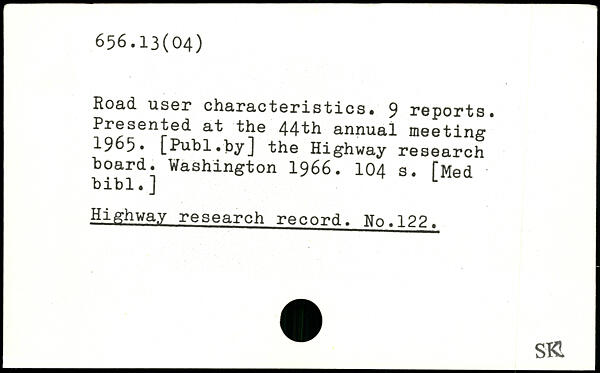 656.13(04)
Road user characteristics. 9 reports.
Presented at the 44th annual meeting
1965. [Publ.by] the Highway research
board. Washington 1966. 104 s. [Med
bibl.]
Highway research record. No.122.
SK